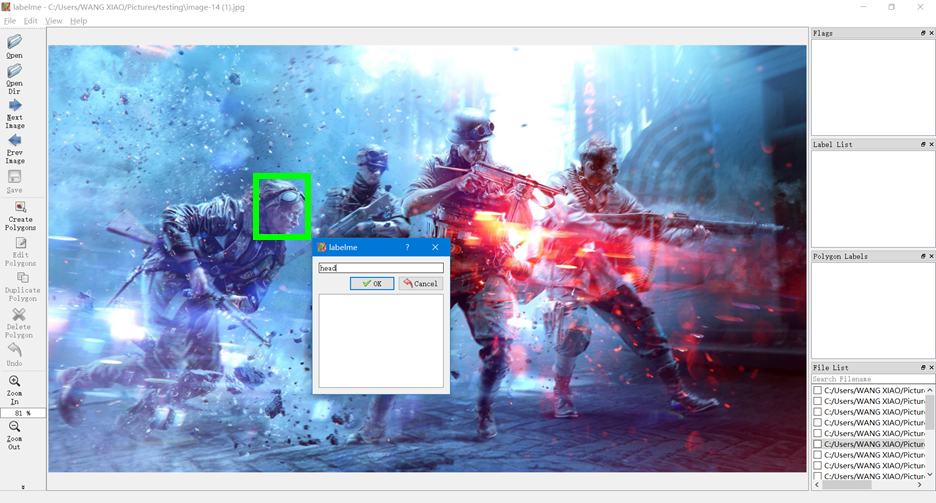 labelme - C:/Users/WANG XIAO/Pictures/testing\image-14 (1).jpg
File Edit View Help
Open
Open
Dir
Next
Image
Prev
Image
Save
Create
Polygons
Edit
Polygons
Duplicate
Polygon
Delete
Polygon
Undo
Zoom
In
81 %
Zoom
Out
labelme
head
OK Cancel
Flags
Label List
Polygon Labels
File List
Search Filename
C:/Users/WANG XIAO/Pictur
C:/Users/WANG XIAO/Pictur
C:/Users/WANG XIAO/Pictur
C:/Users/WANG XIAO/Pictur
C:/Users/WANG XIAO/Pictur
C:/Users/WANG XIAO/Pictur
C:/Users/WANG XIAO/Pictur
C:/Users/WANG XIAO/Pictur
C:/Users/WANG XIAO/Pictur